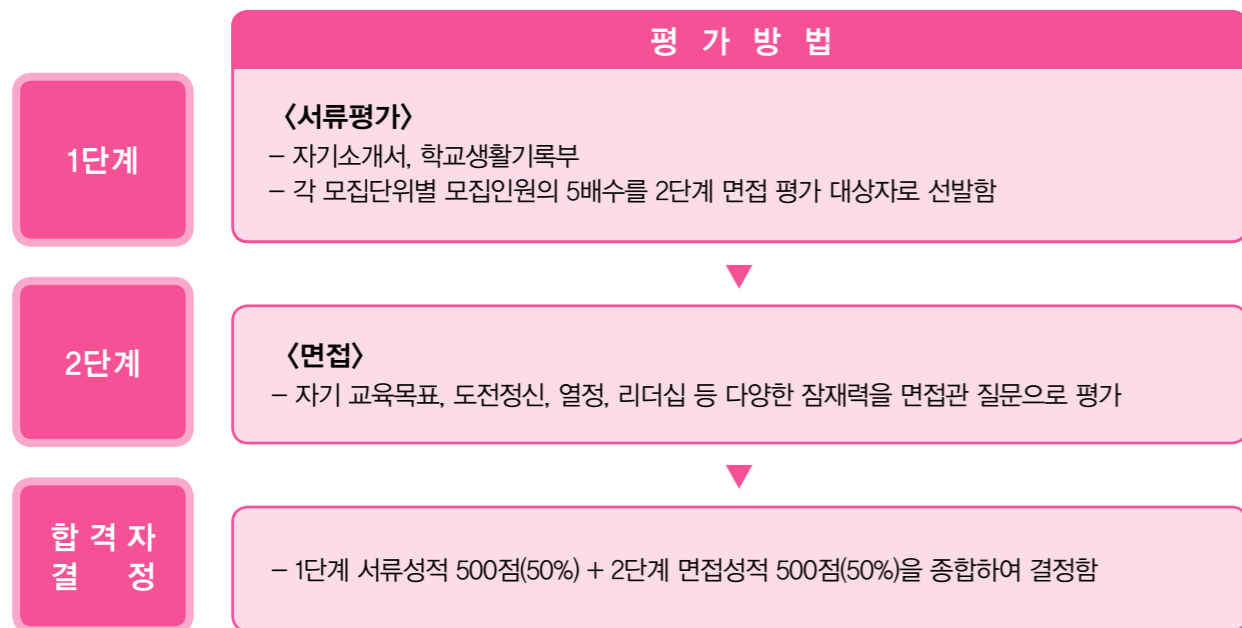 평 가 방 법
1단계
〈서류평가〉
– 자기소개서, 학교생활기록부
– 각 모집단위별 모집인원의 5배수를 2단계 면접 평가 대상자로 선발함
2단계
〈면접〉
– 자기 교육목표, 도전정신, 열정, 리더십 등 다양한 잠재력을 면접관 질문으로 평가
합 격 자
결 정
– 1단계 서류성적 500점(50%) + 2단계 면접성적 500점(50%)을 종합하여 결정함